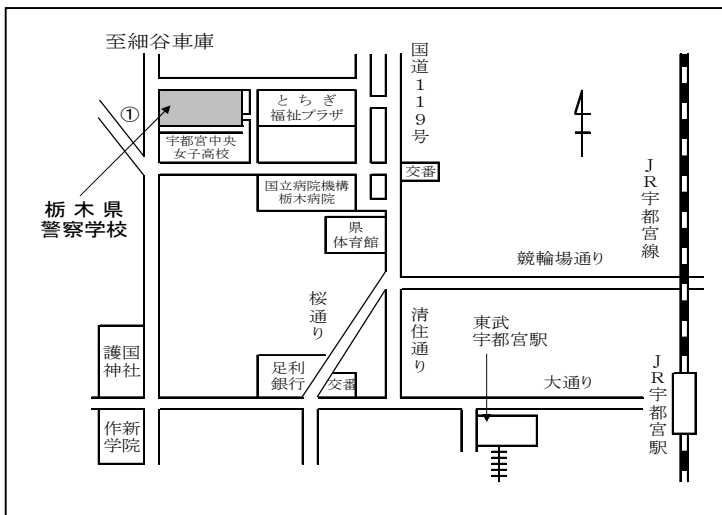 至細谷車庫
国道119号
①
とちぎ
福祉プラザ
宇都宮中央
女子高校
交番
JR宇都宮線
国立病院機構
栃木病院
栃木県
警察学校
県
体育館
競輪場通り
桜通り
清住通り
東武
宇都宮駅
護国
神社
足利
銀行
交番
大通り
JR宇都宮駅
作新
学院